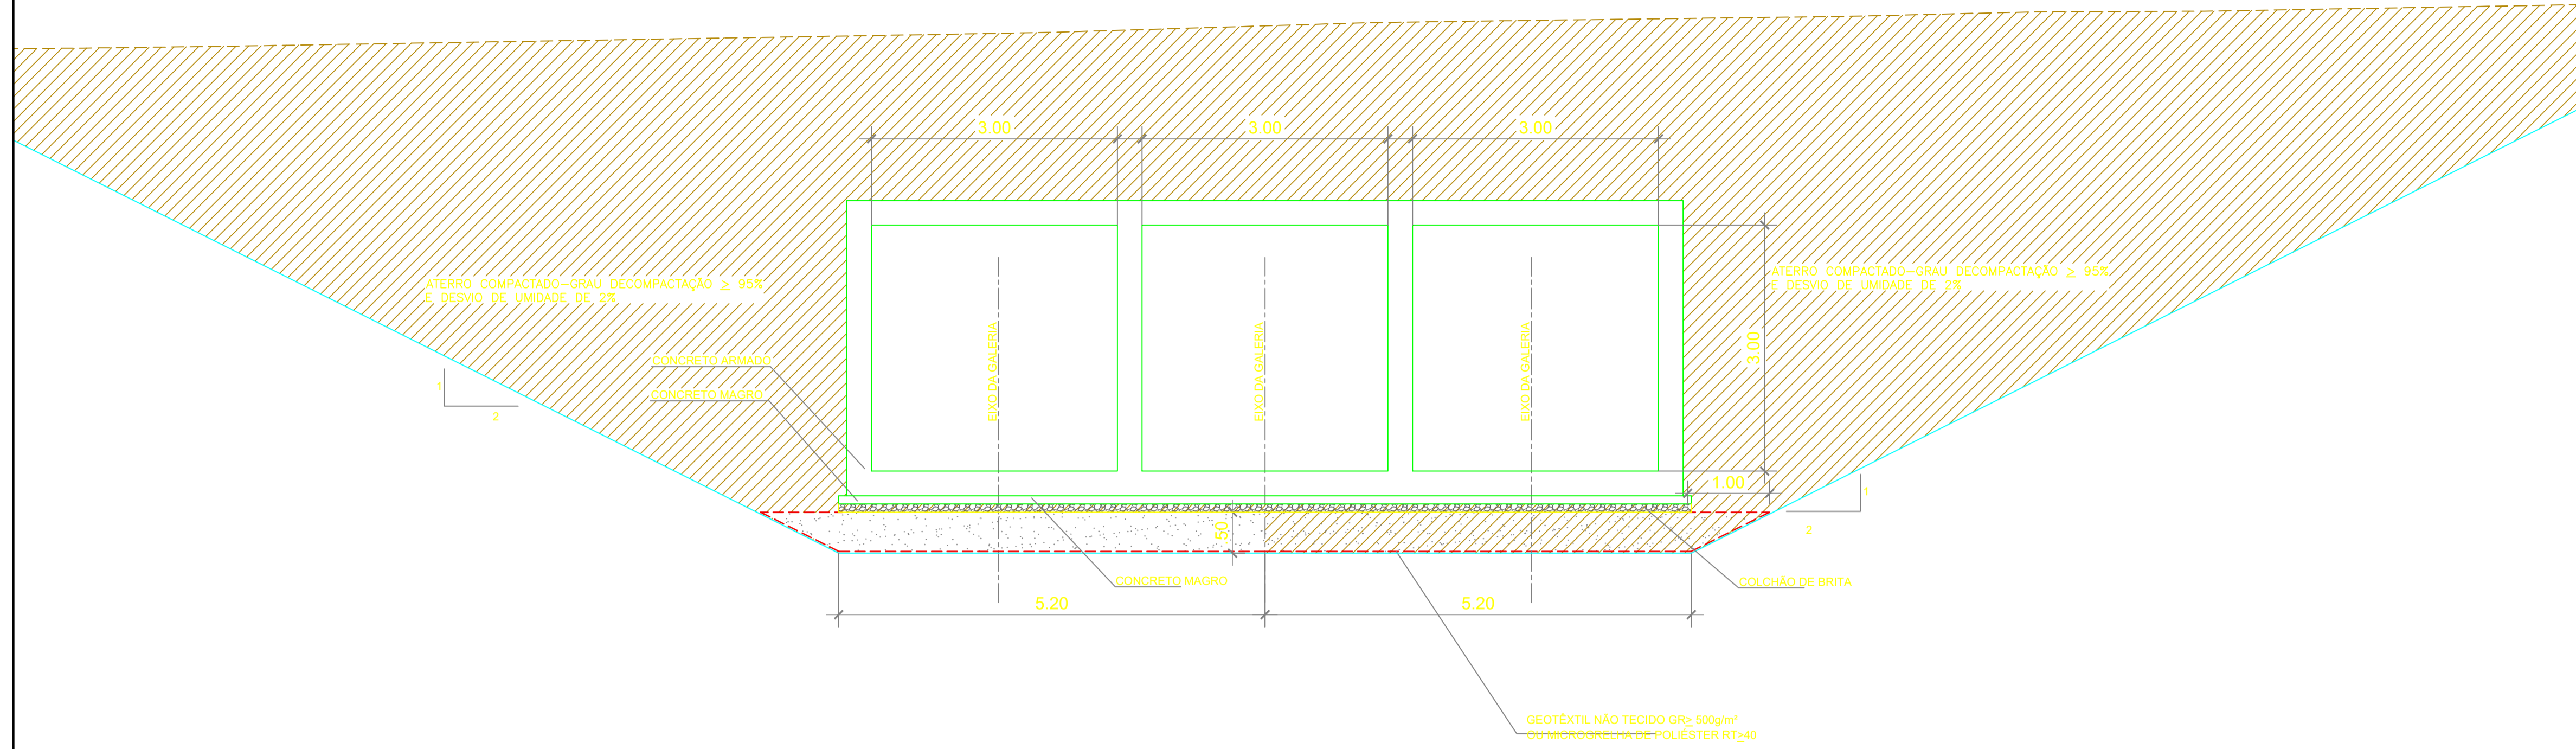 3.00
3.00
3.00
ATERRO COMPACTADO-GRAU DECOMPACTAÇÃO ≥ 95%
E DESVIO DE UMIDADE DE 2%
ATERRO COMPACTADO-GRAU DECOMPACTAÇÃO ≥ 95%
E DESVIO DE UMIDADE DE 2%
EIXO DA GALERIA
EIXO DA GALERIA
EIXO DA GALERIA
3.00
CONCRETO ARMADO
CONCRETO MAGRO
1
2
1.00
1
2
50
CONCRETO MAGRO
COLCHÃO DE BRITA
5.20
5.20
GEOTÊXTIL NÃO TECIDO GR≥ 500g/m²
OU MICROGRELHA DE POLIÉSTER RT≥40